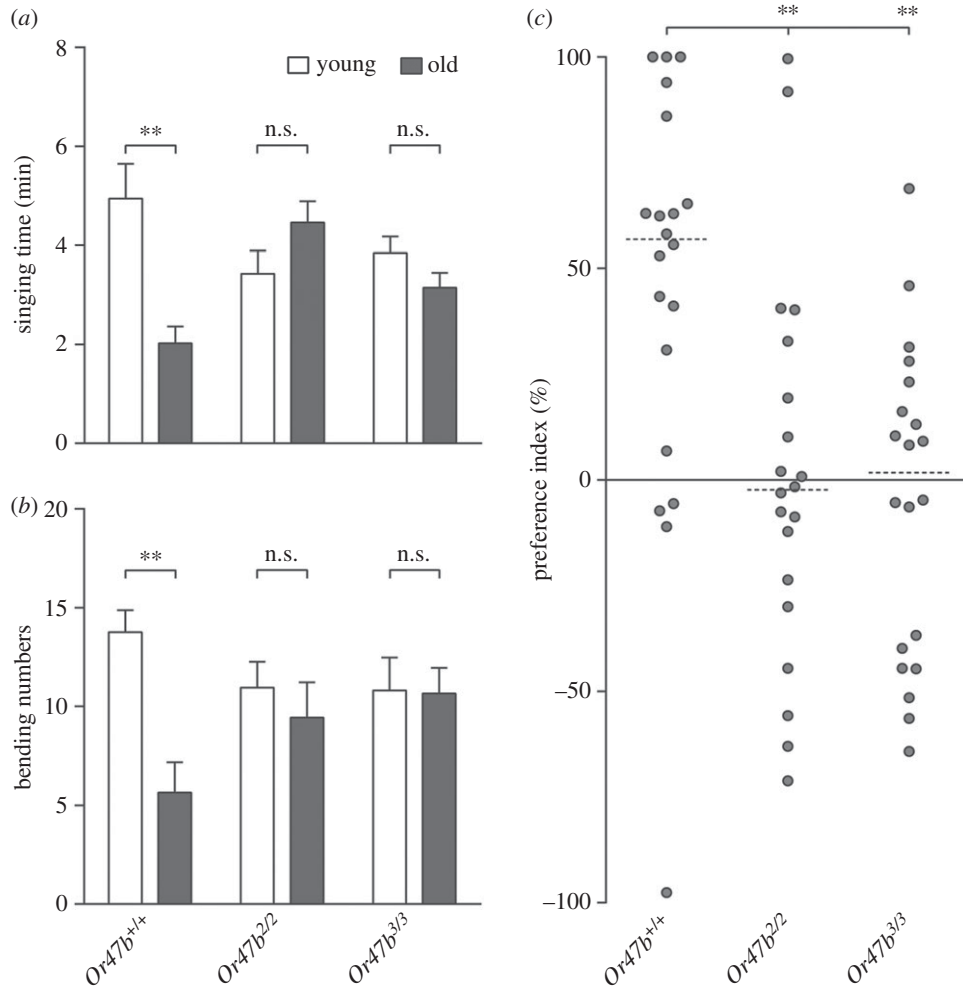 (a)
8
6
4
2
0
singing time (min)
young
old
**
n.s.
n.s.
(b)
20
15
10
5
0
bending numbers
**
n.s.
n.s.
Or47b+/+
Or47b2/2
Or47b3/3
(c)
**
**
100
50
0
–50
–100
preference index (%)
Or47b+/+
Or47b2/2
Or47b3/3